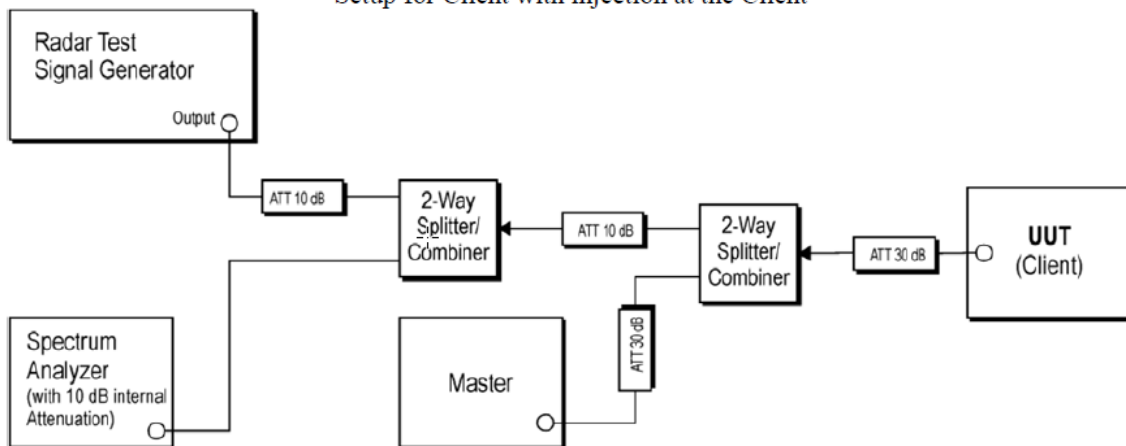 Setup for Client with injection at the Client
Radar Test
Signal Generator
Output
ATT 10 dB
2-Way
Splitter/
Combiner
ATT 10 dB
2-Way
Splitter/
Combiner
ATT 30 dB
UUT
(Client)
ATT 30 dB
Spectrum
Analyzer
(with 10 dB internal
Attenuation)
Master